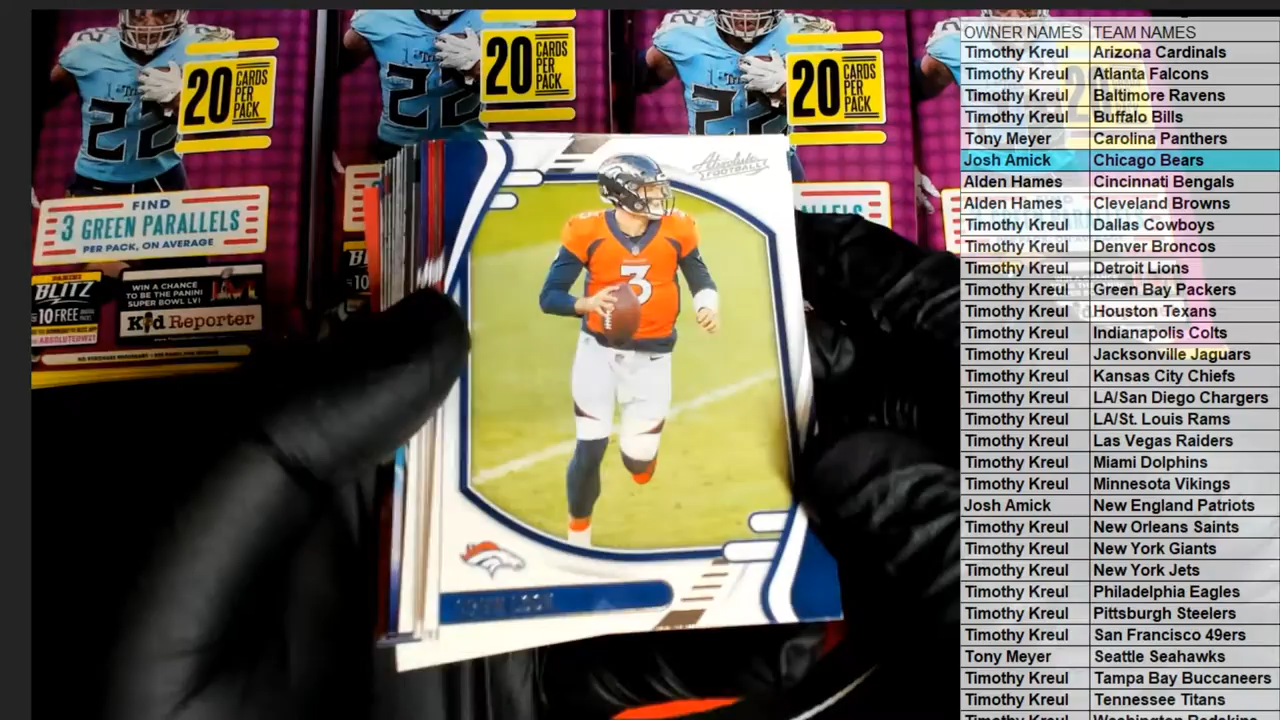 20 CARDS PER PACK
20 CARDS PER PACK
20 CARDS PER PACK
22
22
22
FIND
3 GREEN PARALLELS
PER PACK, ON AVERAGE
PANINI
BLITZ
10 FREE
WIN A CHANCE
TO BE THE PANINI
SUPER BOWL LVI
Kid Reporter
Absolute
FOOTBALL
3
OWNER NAMES TEAM NAMES
Timothy Kreul Arizona Cardinals
Timothy Kreul Atlanta Falcons
Timothy Kreul Baltimore Ravens
Timothy Kreul Buffalo Bills
Tony Meyer Carolina Panthers
Josh Amick Chicago Bears
Alden Hames Cincinnati Bengals
Alden Hames Cleveland Browns
Timothy Kreul Dallas Cowboys
Timothy Kreul Denver Broncos
Timothy Kreul Detroit Lions
Timothy Kreul Green Bay Packers
Timothy Kreul Houston Texans
Timothy Kreul Indianapolis Colts
Timothy Kreul Jacksonville Jaguars
Timothy Kreul Kansas City Chiefs
Timothy Kreul LA/San Diego Chargers
Timothy Kreul LA/St. Louis Rams
Timothy Kreul Las Vegas Raiders
Timothy Kreul Miami Dolphins
Timothy Kreul Minnesota Vikings
Josh Amick New England Patriots
Timothy Kreul New Orleans Saints
Timothy Kreul New York Giants
Timothy Kreul New York Jets
Timothy Kreul Philadelphia Eagles
Timothy Kreul Pittsburgh Steelers
Timothy Kreul San Francisco 49ers
Tony Meyer Seattle Seahawks
Timothy Kreul Tampa Bay Buccaneers
Timothy Kreul Tennessee Titans